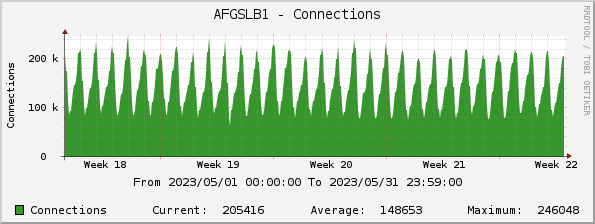 AFGSLB1 - Connections
RRDTOOL / TOBI OETIKER
Connections
200 k
100 k
0
Week 18 Week 19 Week 20 Week 21 Week 22
From 2023/05/01 00:00:00 To 2023/05/31 23:59:00
Connections Current: 205416 Average: 148653 Maximum: 246048